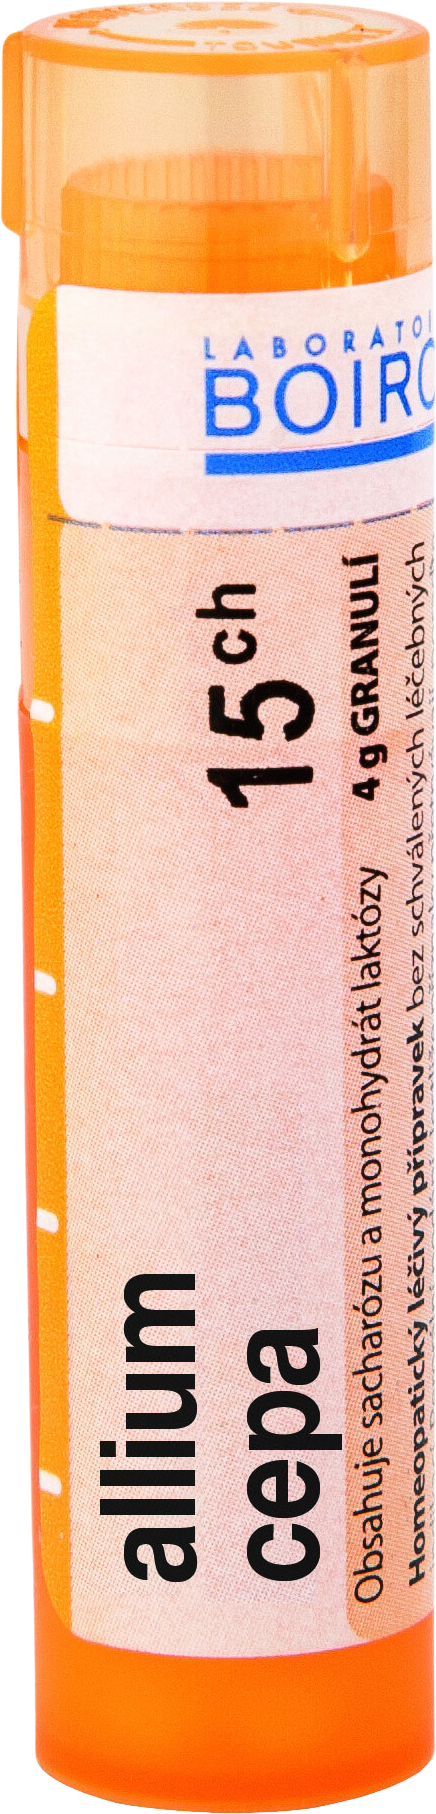 LABORATOI
BOIRO
allium
cepa
15 ch
Obsahuje sacharózu a monohydrát laktózy 4 g GRANULÍ
Homeopatický léčivý přípravek bez schválených léčebných